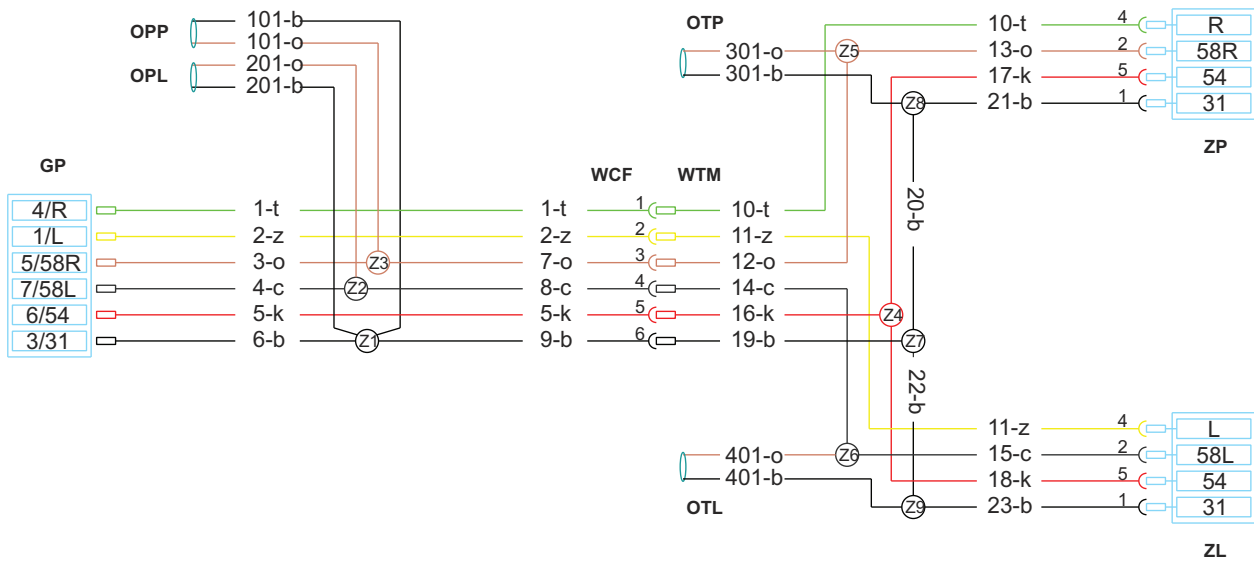 OPP 101-b
101-o
OPL 201-o
201-b
OTP 301-o Z5
301-b Z8
10-t 4 R
13-o 2 58R
17-k 5 54
21-b 1 31
ZP
GP WCF WTM
4/R 1-t 1-t 1 10-t
1/L 2-z 2-z 2 11-z
5/58R 3-o Z3 7-o 3 12-o
7/58L 4-c Z2 8-c 4 14-c
6/54 5-k 5-k 5 16-k Z4
3/31 6-b Z1 9-b 6 19-b Z7
20-b
22-b
401-o Z6
401-b Z9
OTL
11-z 4 L
15-c 2 58L
18-k 5 54
23-b 1 31
ZL